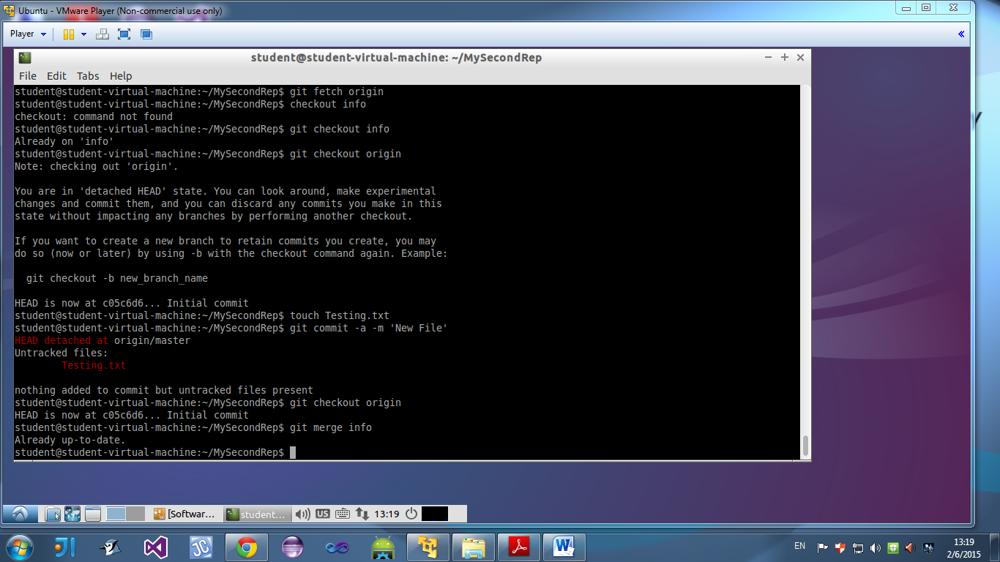 Ubuntu - VMware Player (Non-commercial use only)
Player
student@student-virtual-machine: ~/MySecondRep
File Edit Tabs Help
student@student-virtual-machine:~/MySecondRep$ git fetch origin
student@student-virtual-machine:~/MySecondRep$ checkout info
checkout: command not found
student@student-virtual-machine:~/MySecondRep$ git checkout info
Already on 'info'
student@student-virtual-machine:~/MySecondRep$ git checkout origin
Note: checking out 'origin'.
You are in 'detached HEAD' state. You can look around, make experimental
changes and commit them, and you can discard any commits you make in this
state without impacting any branches by performing another checkout.
If you want to create a new branch to retain commits you create, you may
do so (now or later) by using -b with the checkout command again. Example:
git checkout -b new_branch_name
HEAD is now at c05c6d6... Initial commit
student@student-virtual-machine:~/MySecondRep$ touch Testing.txt
student@student-virtual-machine:~/MySecondRep$ git commit -a -m 'New File'
HEAD detached at origin/master
Untracked files:
Testing.txt
nothing added to commit but untracked files present
student@student-virtual-machine:~/MySecondRep$ git checkout origin
HEAD is now at c05c6d6... Initial commit
student@student-virtual-machine:~/MySecondRep$ git merge info
Already up-to-date.
student@student-virtual-machine:~/MySecondRep$
[Softwar... student... US 13:19
JI JC W EN 13:19
2/6/2015